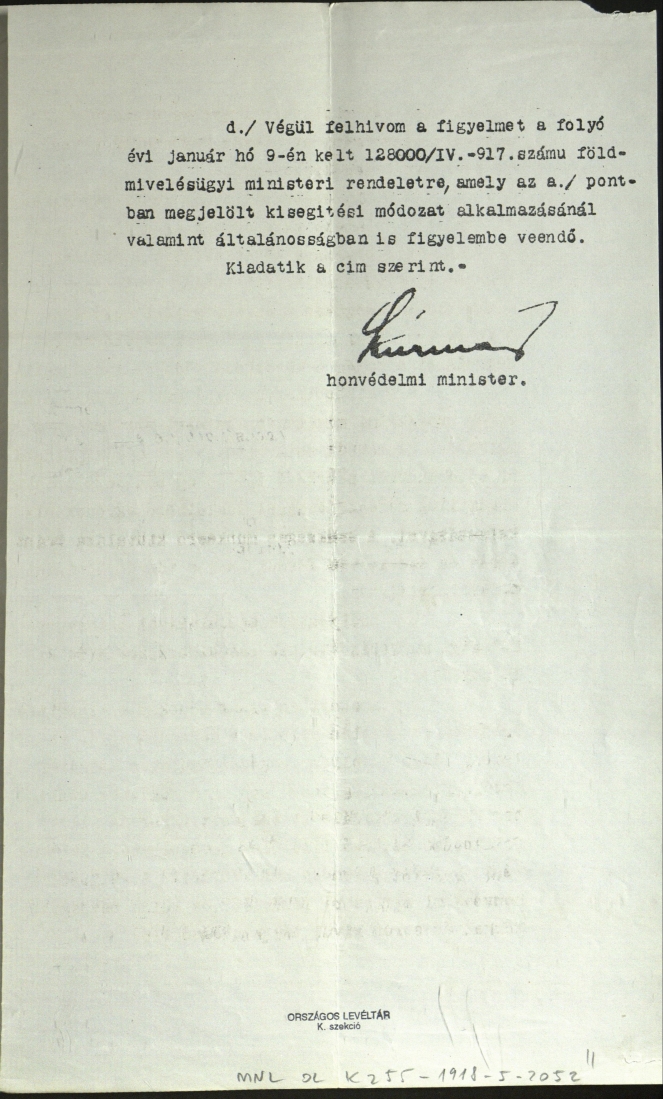 d./ Végül felhivom a figyelmet a folyó
évi január hó 9-én kelt 128000/IV.-917.számu föld-
mivelésügyi ministeri rendeletre, amely az a./ pont-
ban megjelölt kisegitési módozat alkalmazásánál
valamint általánosságban is figyelembe veendő.
Kiadatik a cim szerint.-
honvédelmi minister.
ORSZÁGOS LEVÉLTÁR
K. szekció
MNL OL K255-1918-5-2052